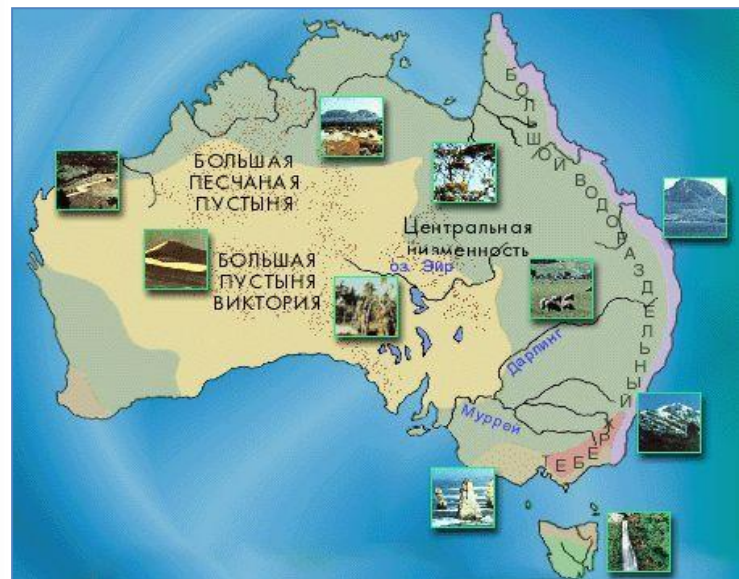 БОЛЬШАЯ
ПЕСЧАНАЯ
ПУСТЫНЯ
БОЛЬШОЙ ВОДОРАЗДЕЛЬНЫЙ
ХРЕБЕТ
Центральная
низменность
оз. Эйр
БОЛЬШАЯ
ПУСТЫНЯ
ВИКТОРИЯ
Дарлинг
Муррей